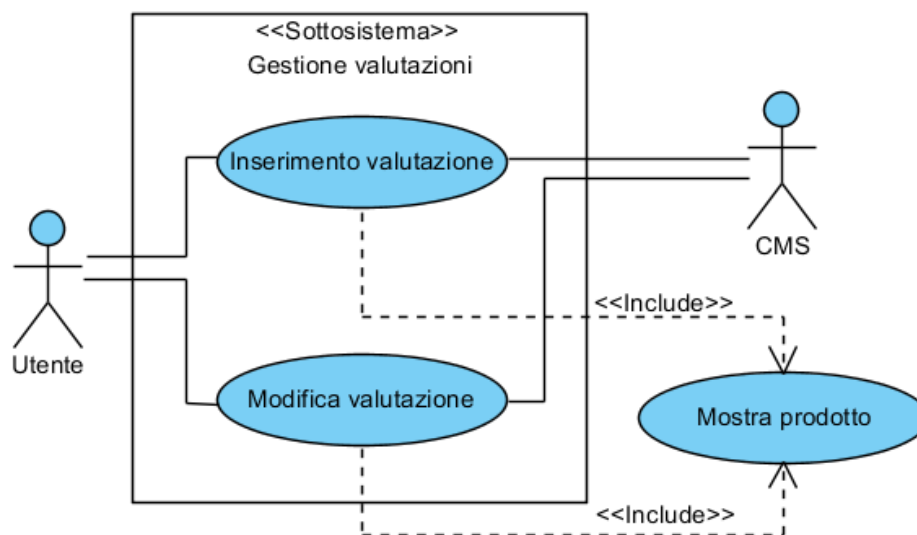 <<Sottosistema>>
Gestione valutazioni
Inserimento valutazione
CMS
<<Include>>
Utente
Modifica valutazione
Mostra prodotto
<<Include>>